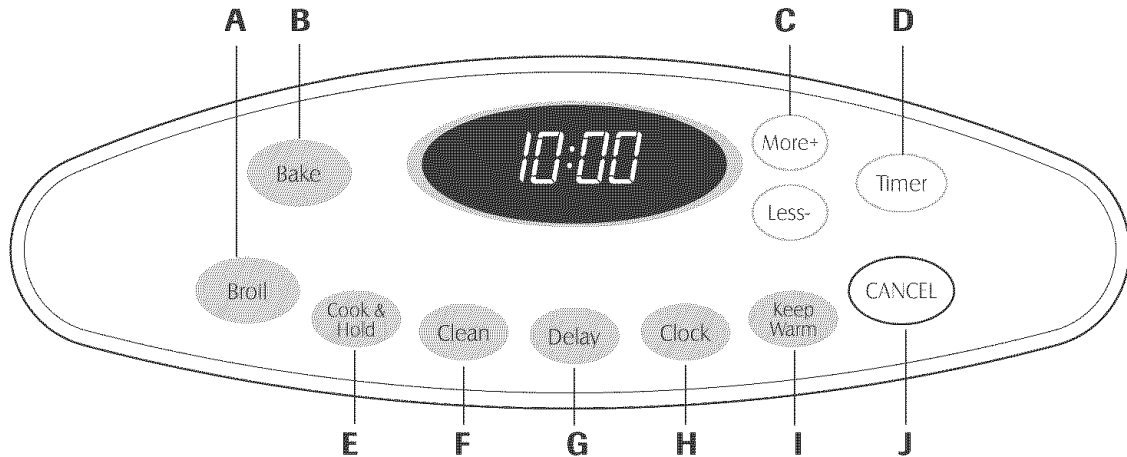 A B C D
10:00
More+
Bake
Timer
Less-
Broil
CANCEL
Cook &
Hold
Clean
Delay
Clock
Keep
Warm
E F G H I J